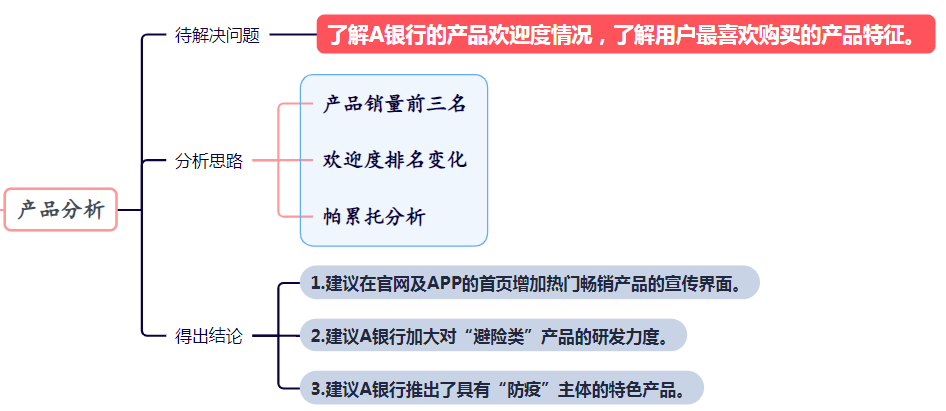 产品分析
待解决问题
了解A银行的产品欢迎度情况，了解用户最喜欢购买的产品特征。
分析思路
产品销量前三名
欢迎度排名变化
帕累托分析
得出结论
1.建议在官网及APP的首页增加热门畅销产品的宣传界面。
2.建议A银行加大对“避险类”产品的研发力度。
3.建议A银行推出了具有“防疫”主体的特色产品。